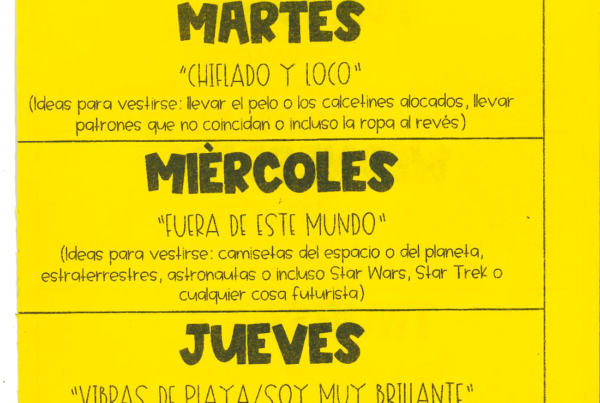 MARTES
"CHIFLADO Y LOCO"
(Ideas para vestirse: llevar el pelo o los calcetines alocados, llevar
patrones que no coincidan o incluso la ropa al revés)
MIÈRCOLES
"FUERA DE ESTE MUNDO"
(Ideas para vestirse: camisetas del espacio o del planeta,
estraterrestres, astronautas o incluso Star Wars, Star Trek o
cualquier cosa futurista)
JUEVES
"VIBRAS DE PLAYA/SOY MUY BRILLANTE"